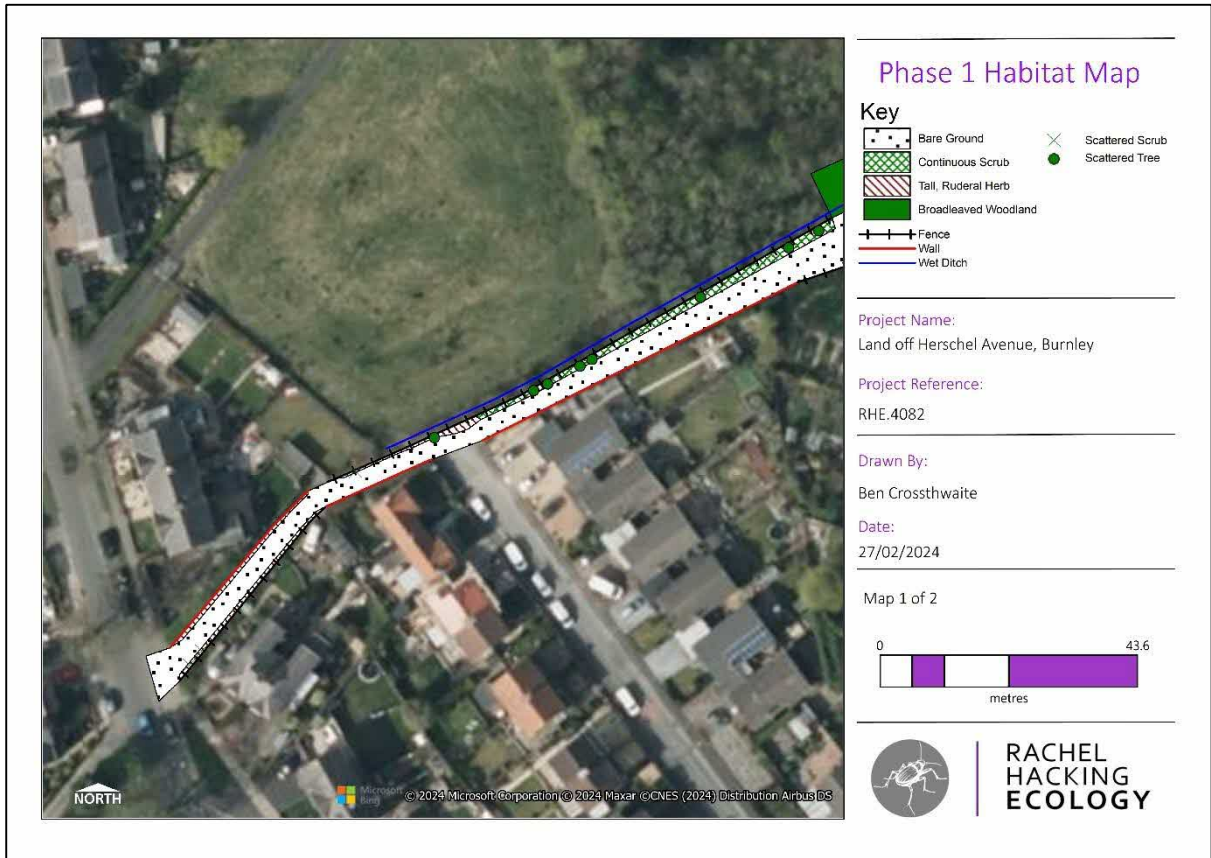 Phase 1 Habitat Map
Key
Bare Ground
Continuous Scrub
Tall, Ruderal Herb
Broadleaved Woodland
Fence
Wall
Wet Ditch
Scattered Scrub
Scattered Tree
Project Name:
Land off Herschel Avenue, Burnley
Project Reference:
RHE.4082
Drawn By:
Ben Crossthwaite
Date:
27/02/2024
Map 1 of 2
0 43.6
metres
RACHEL
HACKING
ECOLOGY
NORTH
Microsoft
Bing
© 2024 Microsoft Corporation © 2024 Maxar ©CNES (2024) Distribution Airbus DS